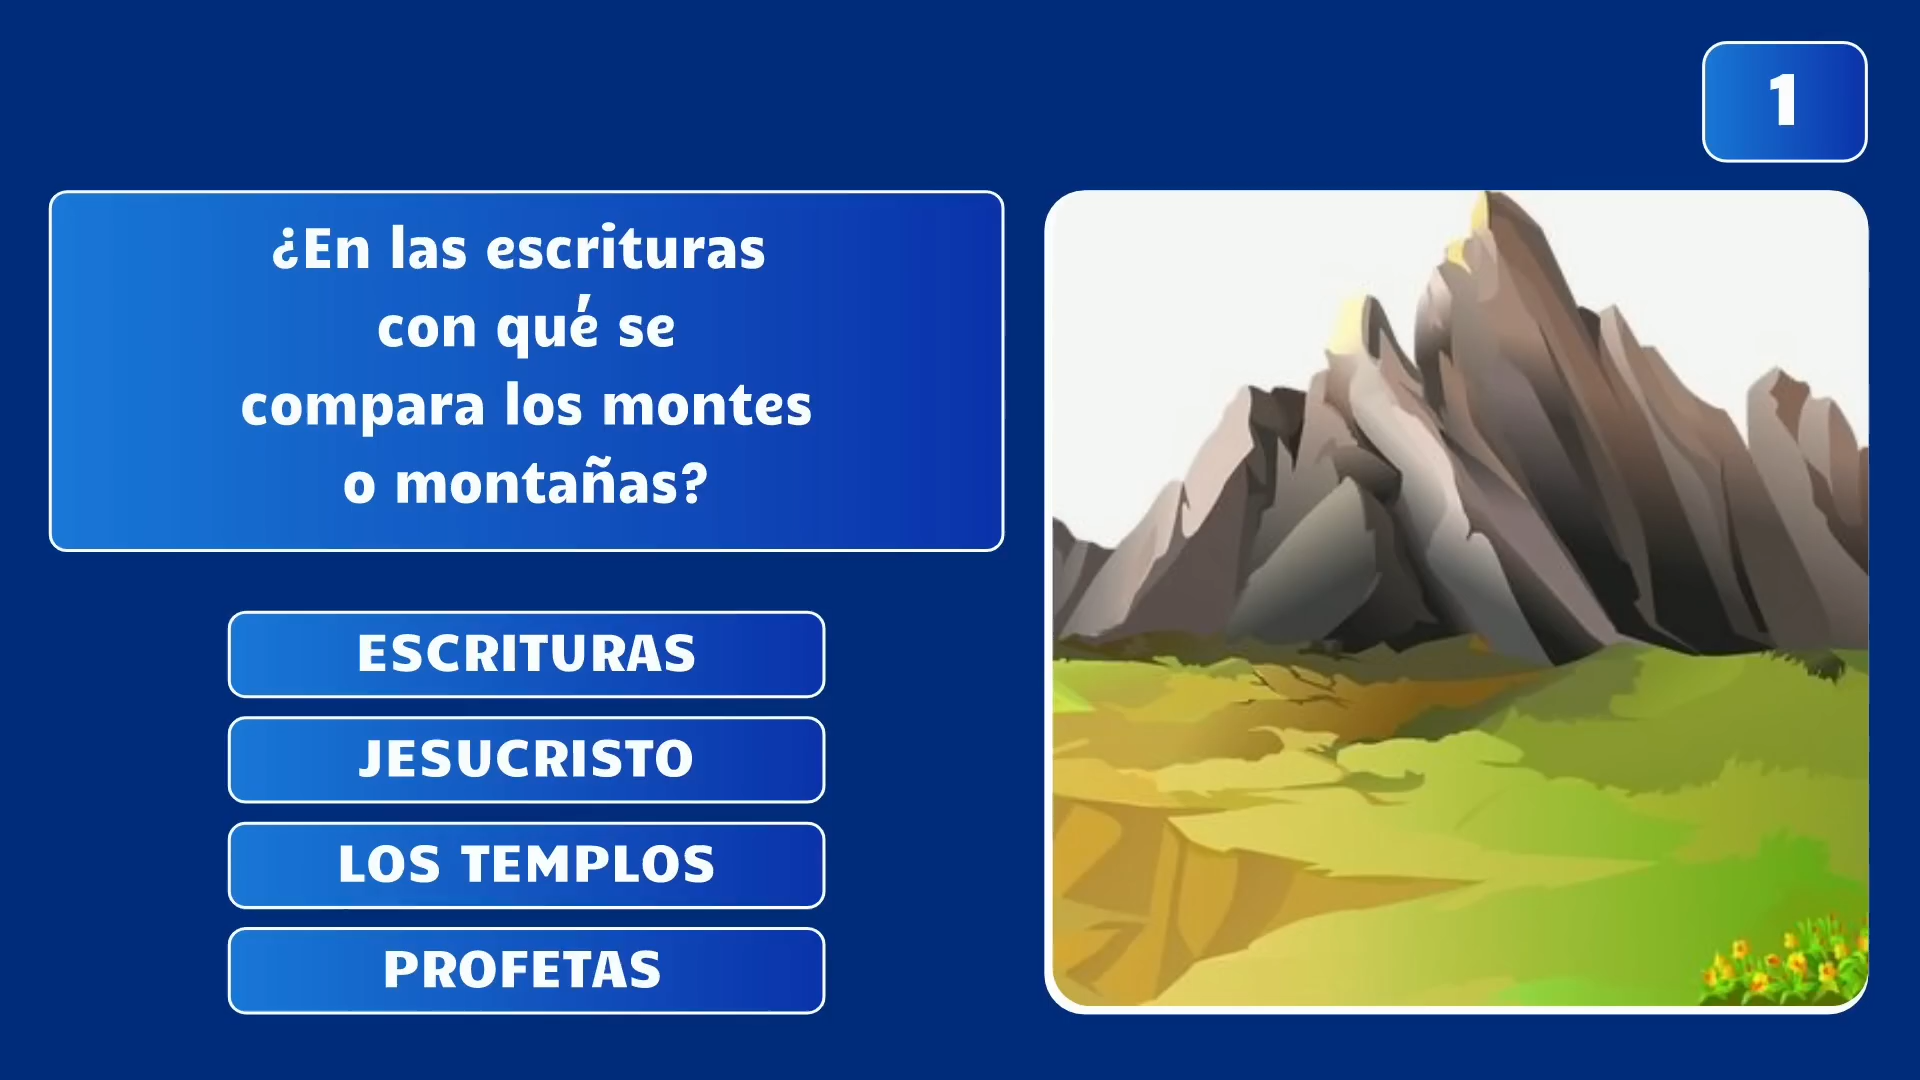 1
¿En las escrituras
con qué se
compara los montes
o montañas?
ESCRITURAS
JESUCRISTO
LOS TEMPLOS
PROFETAS